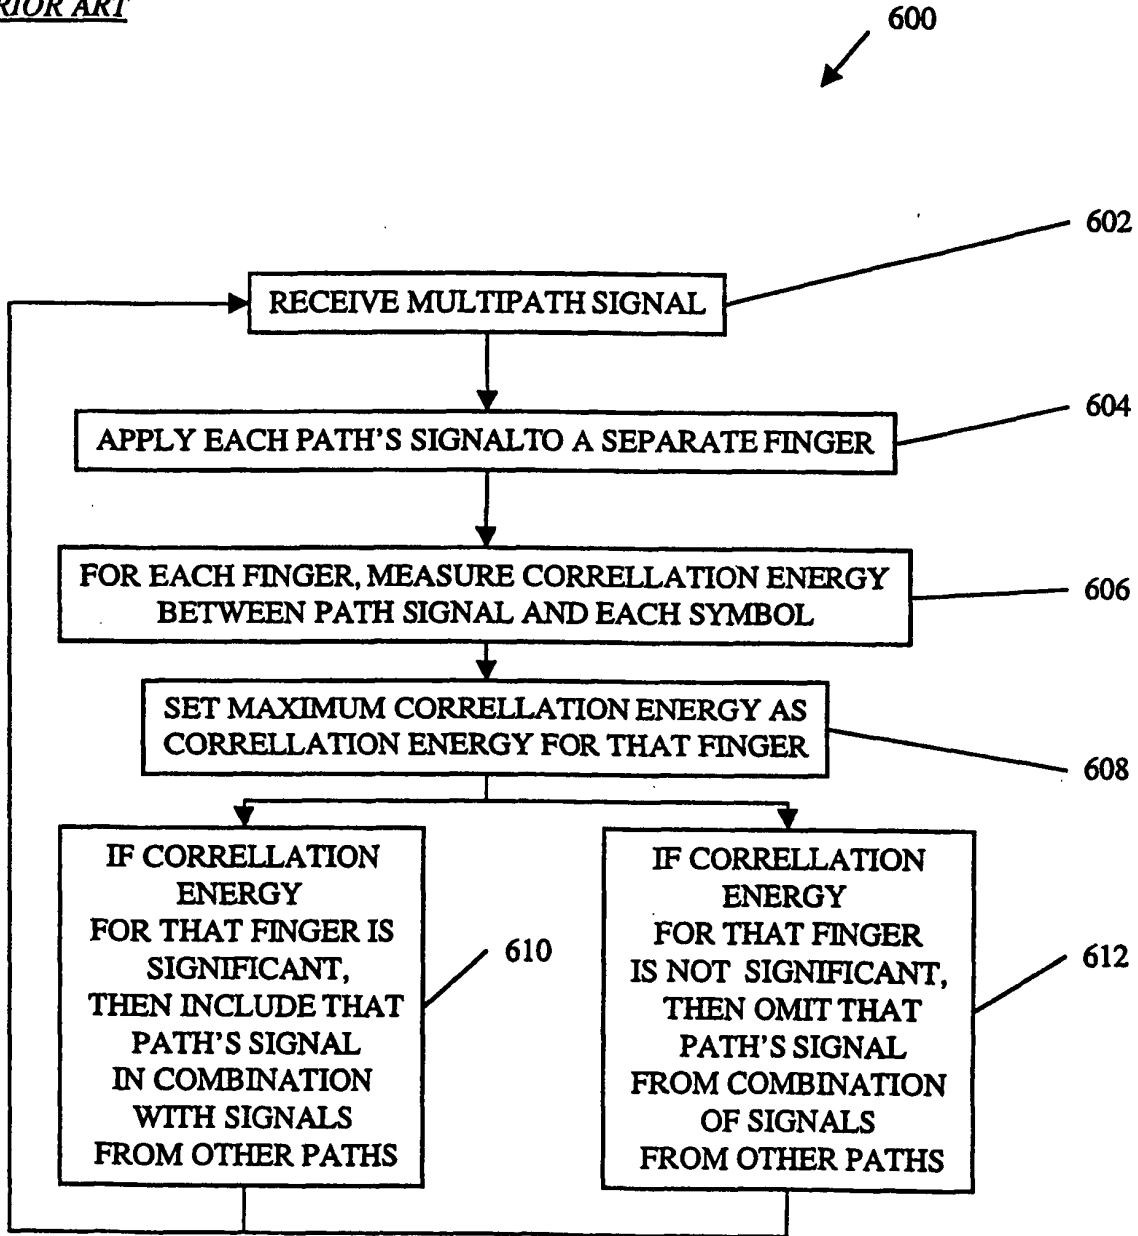 RIOR ART
600
602
RECEIVE MULTIPATH SIGNAL
604
APPLY EACH PATH'S SIGNALTO A SEPARATE FINGER
FOR EACH FINGER, MEASURE CORRELLATION ENERGY
BETWEEN PATH SIGNAL AND EACH SYMBOL
606
SET MAXIMUM CORRELLATION ENERGY AS
CORRELLATION ENERGY FOR THAT FINGER
608
IF CORRELLATION
ENERGY
FOR THAT FINGER IS
SIGNIFICANT,
THEN INCLUDE THAT
PATH'S SIGNAL
IN COMBINATION
WITH SIGNALS
FROM OTHER PATHS
610
IF CORRELLATION
ENERGY
FOR THAT FINGER
IS NOT SIGNIFICANT,
THEN OMIT THAT
PATH'S SIGNAL
FROM COMBINATION
OF SIGNALS
FROM OTHER PATHS
612